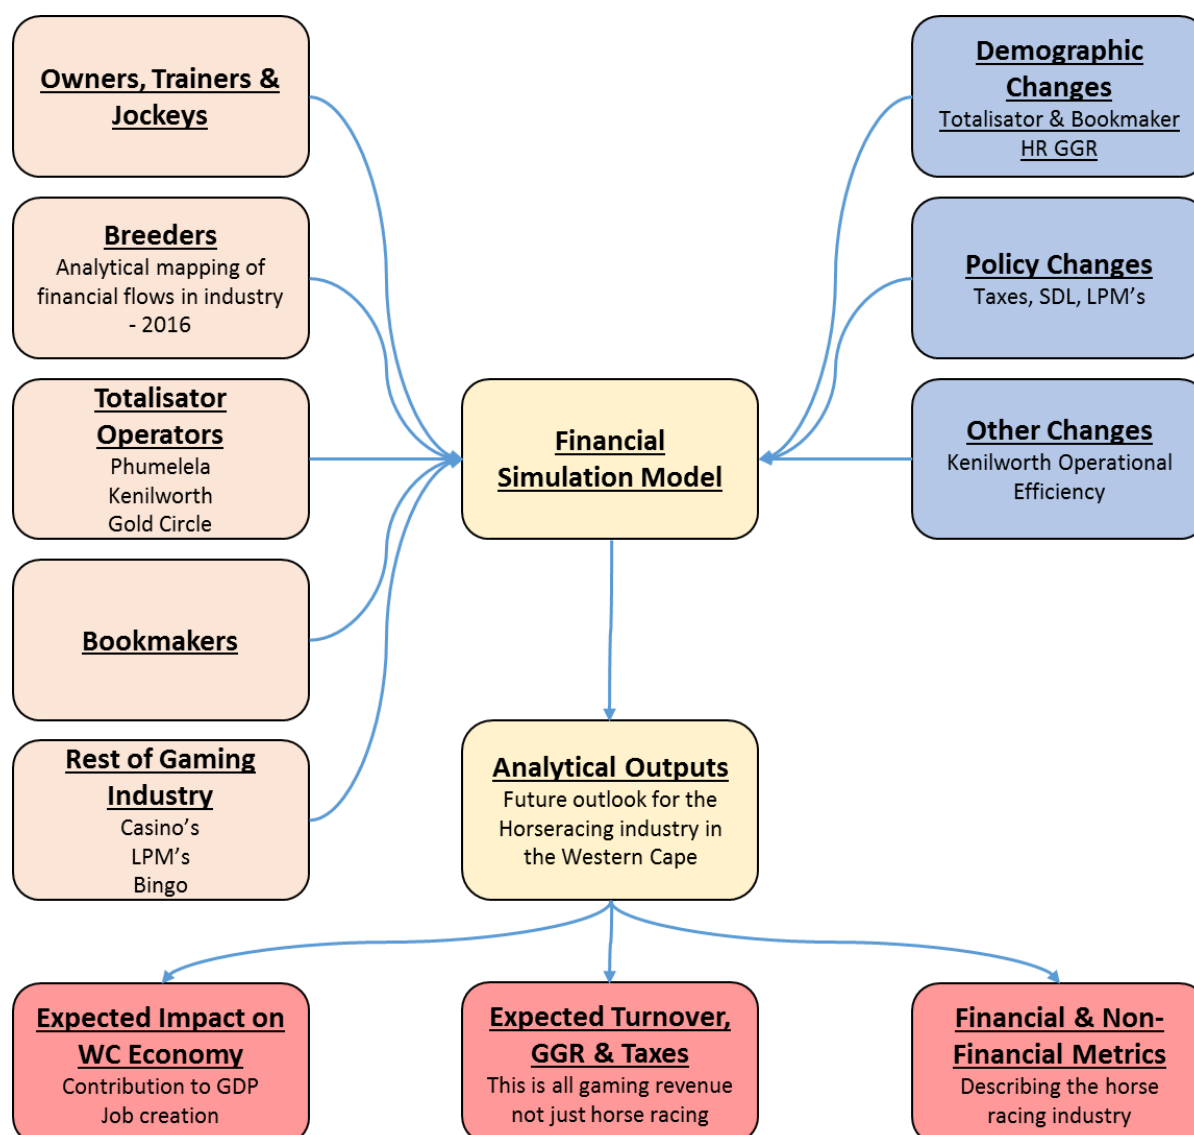 Owners, Trainers &
Jockeys
Breeders
Analytical mapping of
financial flows in industry
- 2016
Totalisator
Operators
Phumelela
Kenilworth
Gold Circle
Bookmakers
Rest of Gaming
Industry
Casino's
LPM's
Bingo
Financial
Simulation Model
Analytical Outputs
Future outlook for the
Horseracing industry in
the Western Cape
Demographic
Changes
Totalisator & Bookmaker
HR GGR
Policy Changes
Taxes, SDL, LPM's
Other Changes
Kenilworth Operational
Efficiency
Expected Impact on
WC Economy
Contribution to GDP
Job creation
Expected Turnover,
GGR & Taxes
This is all gaming revenue
not just horse racing
Financial & Non-
Financial Metrics
Describing the horse
racing industry